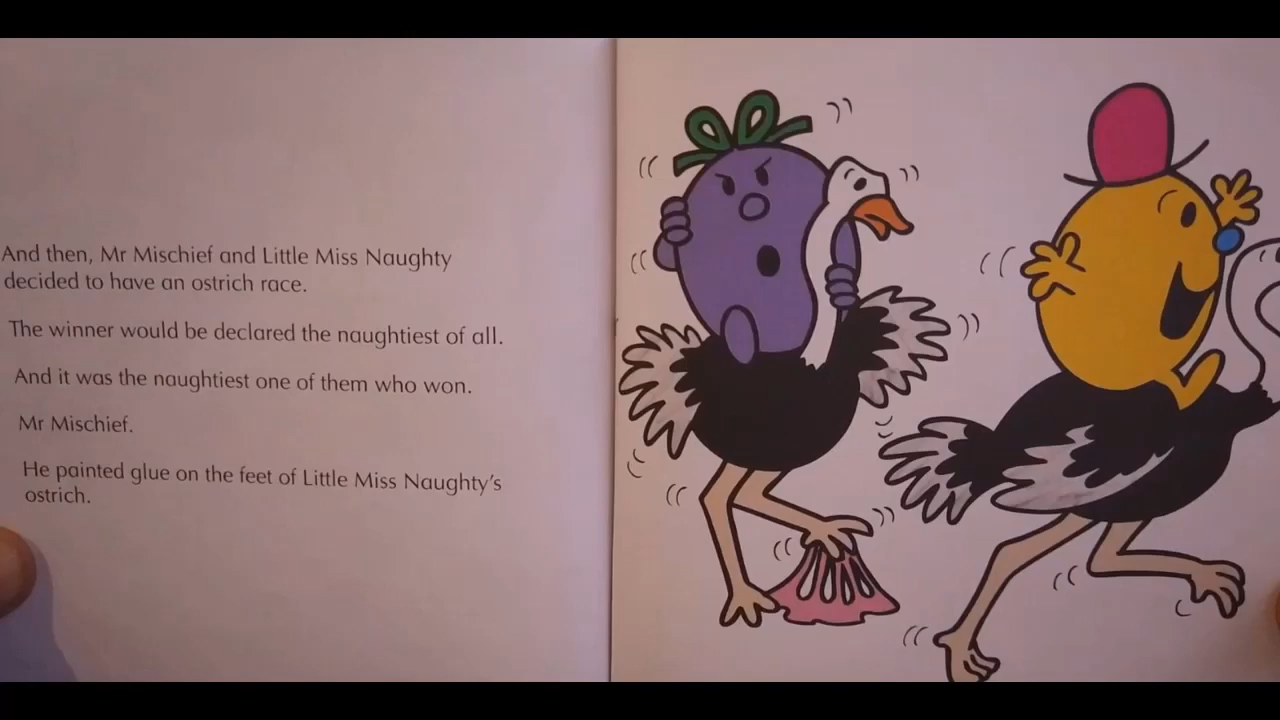 And then, Mr Mischief and Little Miss Naughty
decided to have an ostrich race.
The winner would be declared the naughtiest of all.
And it was the naughtiest one of them who won.
Mr Mischief.
He painted glue on the feet of Little Miss Naughty's
ostrich.